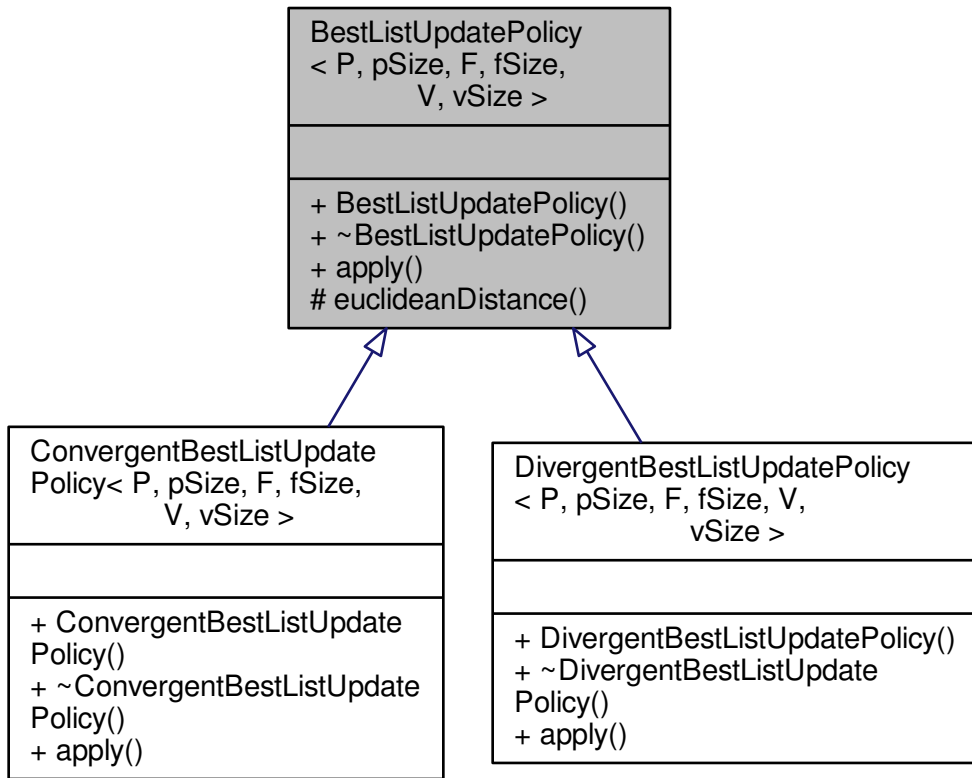 BestListUpdatePolicy
< P, pSize, F, fSize,
V, vSize >
+ BestListUpdatePolicy()
+ ~BestListUpdatePolicy()
+ apply()
# euclideanDistance()
ConvergentBestListUpdate
Policy< P, pSize, F, fSize,
V, vSize >
+ ConvergentBestListUpdate
Policy()
+ ~ConvergentBestListUpdate
Policy()
+ apply()
DivergentBestListUpdatePolicy
< P, pSize, F, fSize, V,
vSize >
+ DivergentBestListUpdatePolicy()
+ ~DivergentBestListUpdate
Policy()
+ apply()